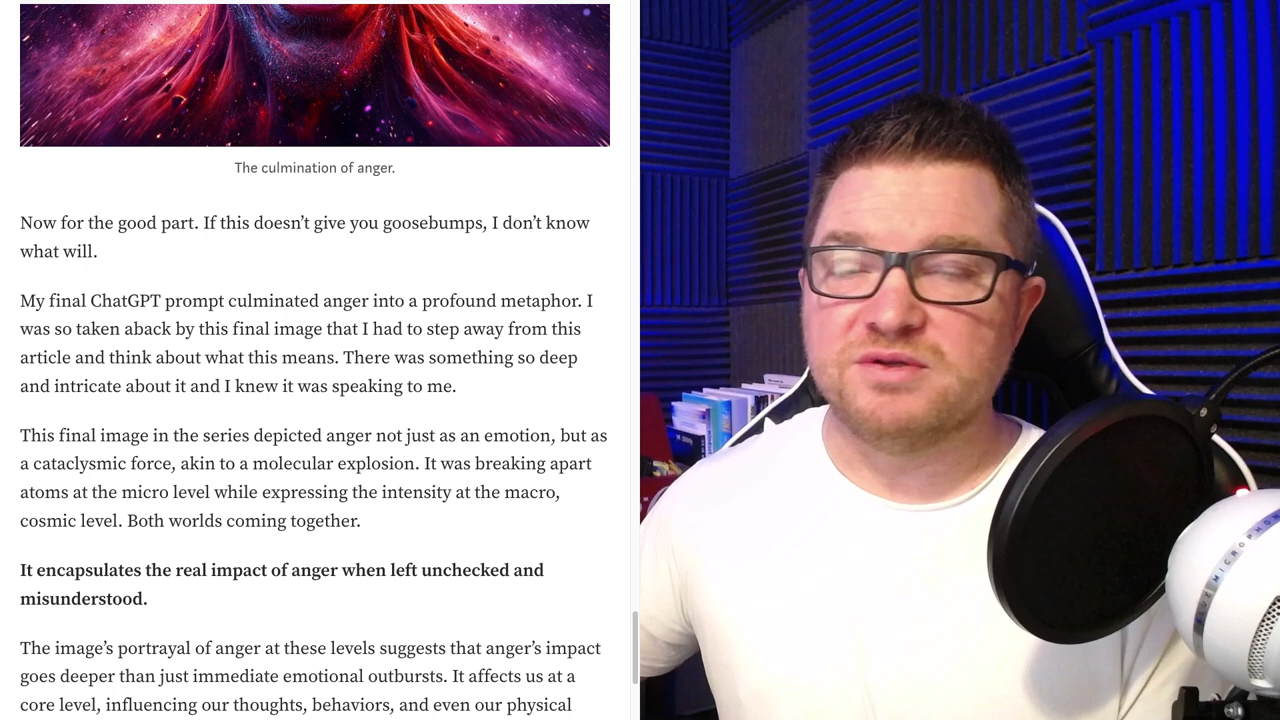 The culmination of anger.
Now for the good part. If this doesn’t give you goosebumps, I don’t know
what will.
My final ChatGPT prompt culminated anger into a profound metaphor. I
was so taken aback by this final image that I had to step away from this
article and think about what this means. There was something so deep
and intricate about it and I knew it was speaking to me.
This final image in the series depicted anger not just as an emotion, but as
a cataclysmic force, akin to a molecular explosion. It was breaking apart
atoms at the micro level while expressing the intensity at the macro,
cosmic level. Both worlds coming together.
It encapsulates the real impact of anger when left unchecked and
misunderstood.
The image’s portrayal of anger at these levels suggests that anger’s impact
goes deeper than just immediate emotional outbursts. It affects us at a
core level, influencing our thoughts, behaviors, and even our physical
BLUE MICROPHONE